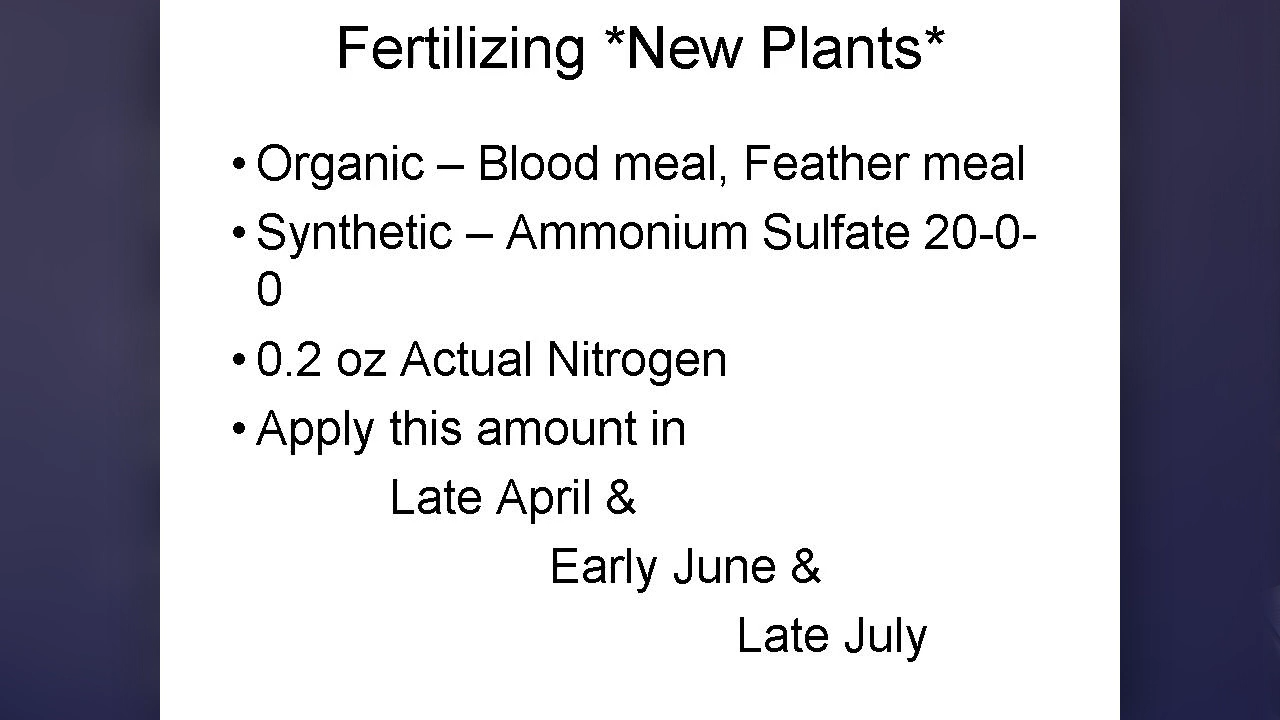 Fertilizing *New Plants*
• Organic – Blood meal, Feather meal
• Synthetic – Ammonium Sulfate 20-0-
0
• 0.2 oz Actual Nitrogen
• Apply this amount in
Late April &
Early June &
Late July